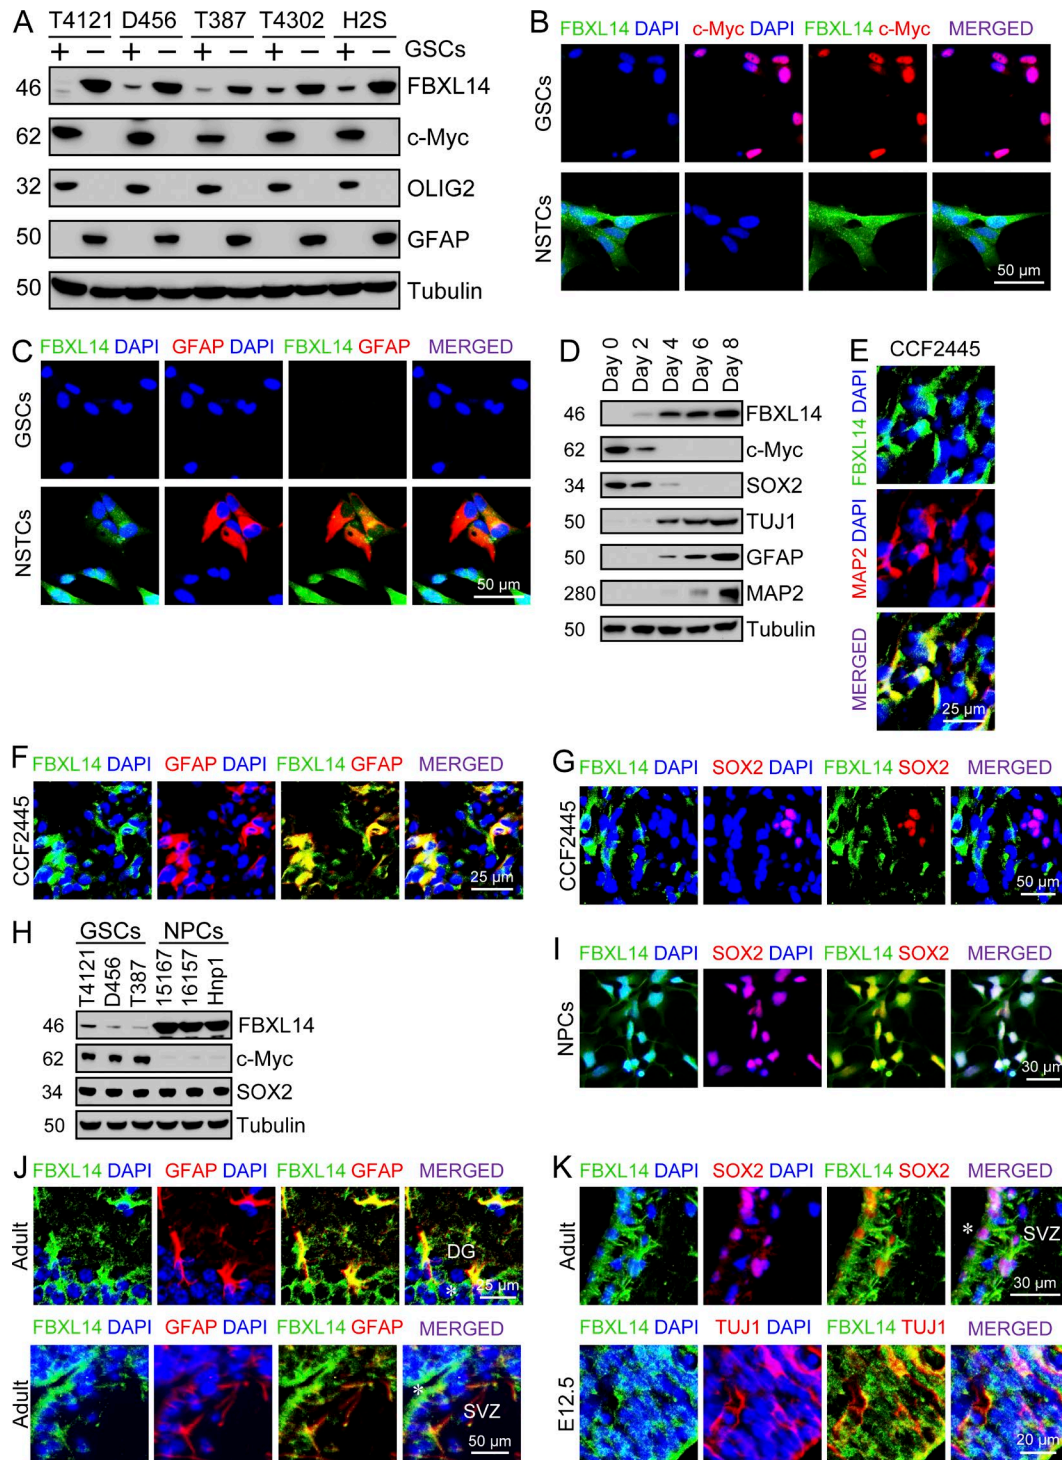 A
T4121 D456 T387 T4302 H2S
+ − + − + − + − + − GSCs
46 FBXL14
62 c-Myc
32 OLIG2
50 GFAP
50 Tubulin
B
FBXL14 DAPI c-Myc DAPI FBXL14 c-Myc MERGED
GSCs
NSTCs
50 µm
C
FBXL14 DAPI GFAP DAPI FBXL14 GFAP MERGED
GSCs
NSTCs
50 µm
D
Day 0 Day 2 Day 4 Day 6 Day 8
46 FBXL14
62 c-Myc
34 SOX2
50 TUJ1
50 GFAP
280 MAP2
50 Tubulin
E
CCF2445
FBXL14 DAPI
MAP2 DAPI
MERGED
25 µm
F
FBXL14 DAPI GFAP DAPI FBXL14 GFAP MERGED
CCF2445
25 µm
G
FBXL14 DAPI SOX2 DAPI FBXL14 SOX2 MERGED
CCF2445
50 µm
H
GSCs NPCs
T4121 D456 T387 15167 16157 Hnp1
46 FBXL14
62 c-Myc
34 SOX2
50 Tubulin
I
FBXL14 DAPI SOX2 DAPI FBXL14 SOX2 MERGED
NPCs
30 µm
J
FBXL14 DAPI GFAP DAPI FBXL14 GFAP MERGED
Adult
DG
*
25 µm
FBXL14 DAPI GFAP DAPI FBXL14 GFAP MERGED
Adult
*
SVZ
50 µm
K
FBXL14 DAPI SOX2 DAPI FBXL14 SOX2 MERGED
Adult
* SVZ
30 µm
FBXL14 DAPI TUJ1 DAPI FBXL14 TUJ1 MERGED
E12.5
20 µm